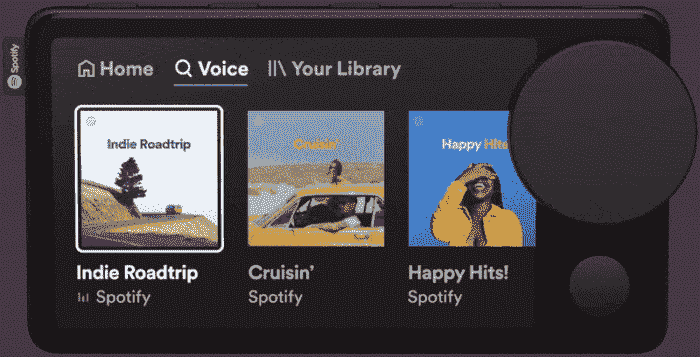 Spotify
Home Voice Your Library
Indie Roadtrip
Cruisin'
Happy Hits
Indie Roadtrip
Cruisin'
Happy Hits!
Spotify
Spotify
Spotify